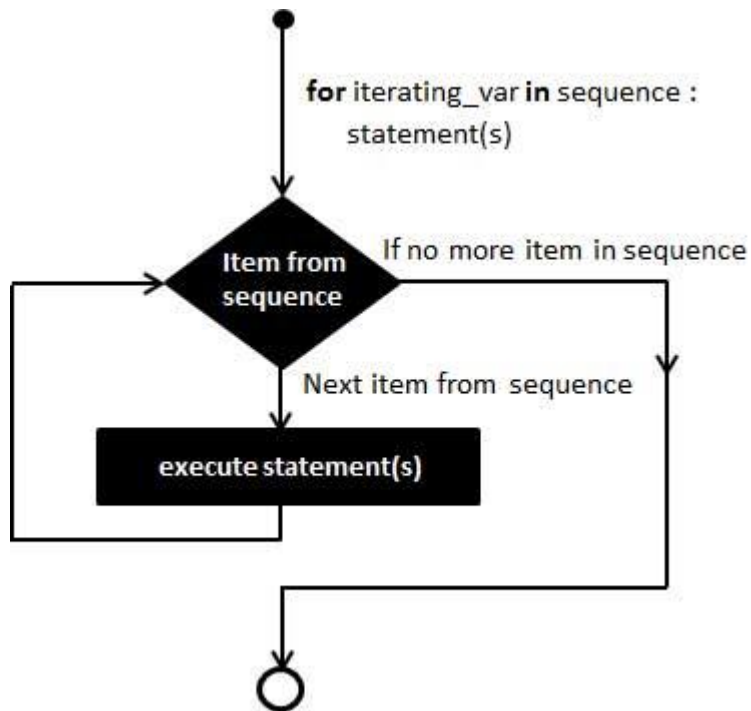 for iterating_var in sequence :
statement(s)
If no more item in sequence
Item from
sequence
Next item from sequence
execute statement(s)